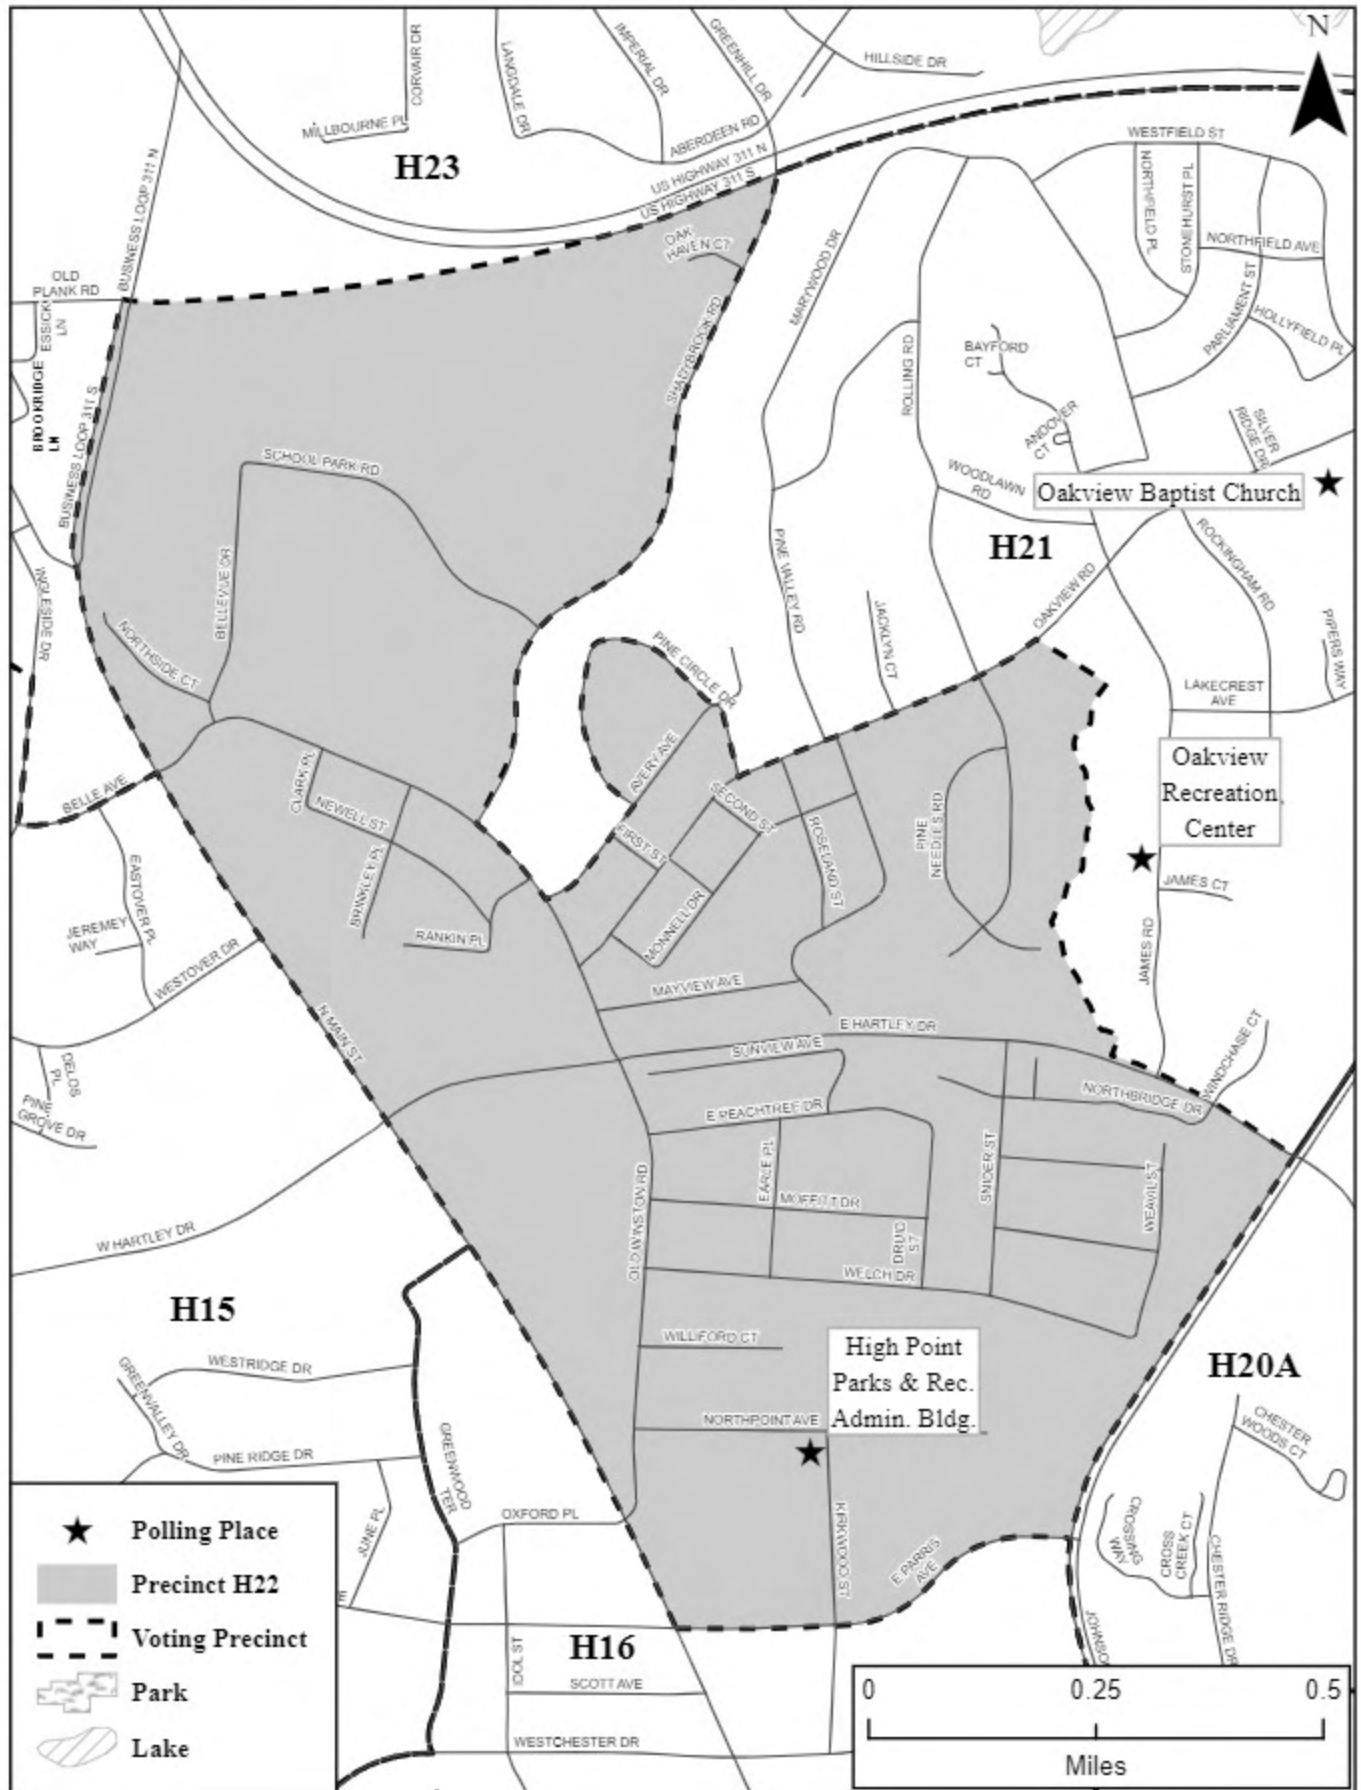 N
HILLSIDE DR
GREENHILL DR
IMPERIAL DR
LANGDALE DR
CORVAIR DR
MILLBOURNE PL
ABERDEEN RD
H23
US HIGHWAY 311 N
US HIGHWAY 311 S
WESTFIELD ST
NORTHFIELD PL
STONEHURST PL
NORTHFIELD AVE
PARLIAMENT ST
HOLLYFIELD PL
BUSINESS LOOP 311 N
OAK
HAVEN CT
MARYWOOD DR
OLD
PLANK RD
ESSICK
LN
BROOKRIDGE
LN
BUSINESS LOOP 311 S
SHADYBROOK RD
ROLLING RD
BAYFORD
CT
ANDOVER
CT
SILVER
RIDGE DR
SCHOOL PARK RD
WOODLAWN
RD
Oakview Baptist Church
H21
ROCKINGHAM RD
PINE VALLEY RD
OAKVIEW RD
BELLEVUE DR
INGLESIDE DR
NORTHSIDE CT
JACKLYN CT
PINE CIRCLE DR
PIPERS WAY
LAKECREST
AVE
Oakview
Recreation
Center
BELLE AVE
CLARK PL
NEWELL ST
BRINKLEY PL
RANKIN PL
AVERY AVE
SECOND ST
FIRST ST
MONNELL DR
ROSELAND ST
PINE
NEEDLES RD
JAMES CT
JAMES RD
EASTOVER PL
JEREMEY
WAY
WESTOVER DR
MAYVIEW AVE
N MAIN ST
E HARTLEY DR
SUNVIEW AVE
WINDCHASE CT
NORTHBRIDGE DR
DELOS
PL
PINE
GROVE DR
E PEACHTREE DR
EARLE PL
MOFFITT DR
SNIDER ST
WEAVIL ST
OLD WINSTON RD
DRUID
ST
WELCH DR
W HARTLEY DR
H15
WILLIFORD CT
High Point
Parks & Rec.
Admin. Bldg.
H20A
WESTRIDGE DR
GREENVALLEY DR
PINE RIDGE DR
NORTHPOINT AVE
CHESTER
WOODS CT
GREENWOOD
TER
OXFORD PL
JUNE PL
KIRKWOOD ST
E PARRIS
AVE
CROSSING
WAY
CROSS
CREEK CT
CHESTER RIDGE DR
JOHNSO
E
H16
IDOL ST
SCOTT AVE
WESTCHESTER DR
Polling Place
Precinct H22
Voting Precinct
Park
Lake
0 0.25 0.5
Miles